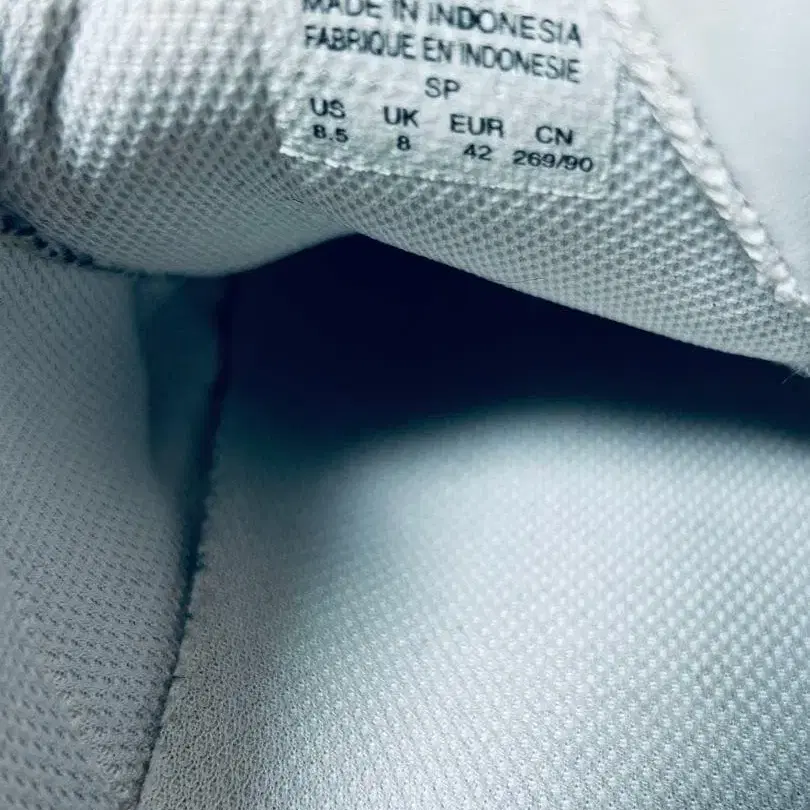 MADE IN INDONESIA
FABRIQUE EN INDONESIE
SP
US UK EUR CN
8.5 8 42 269/90